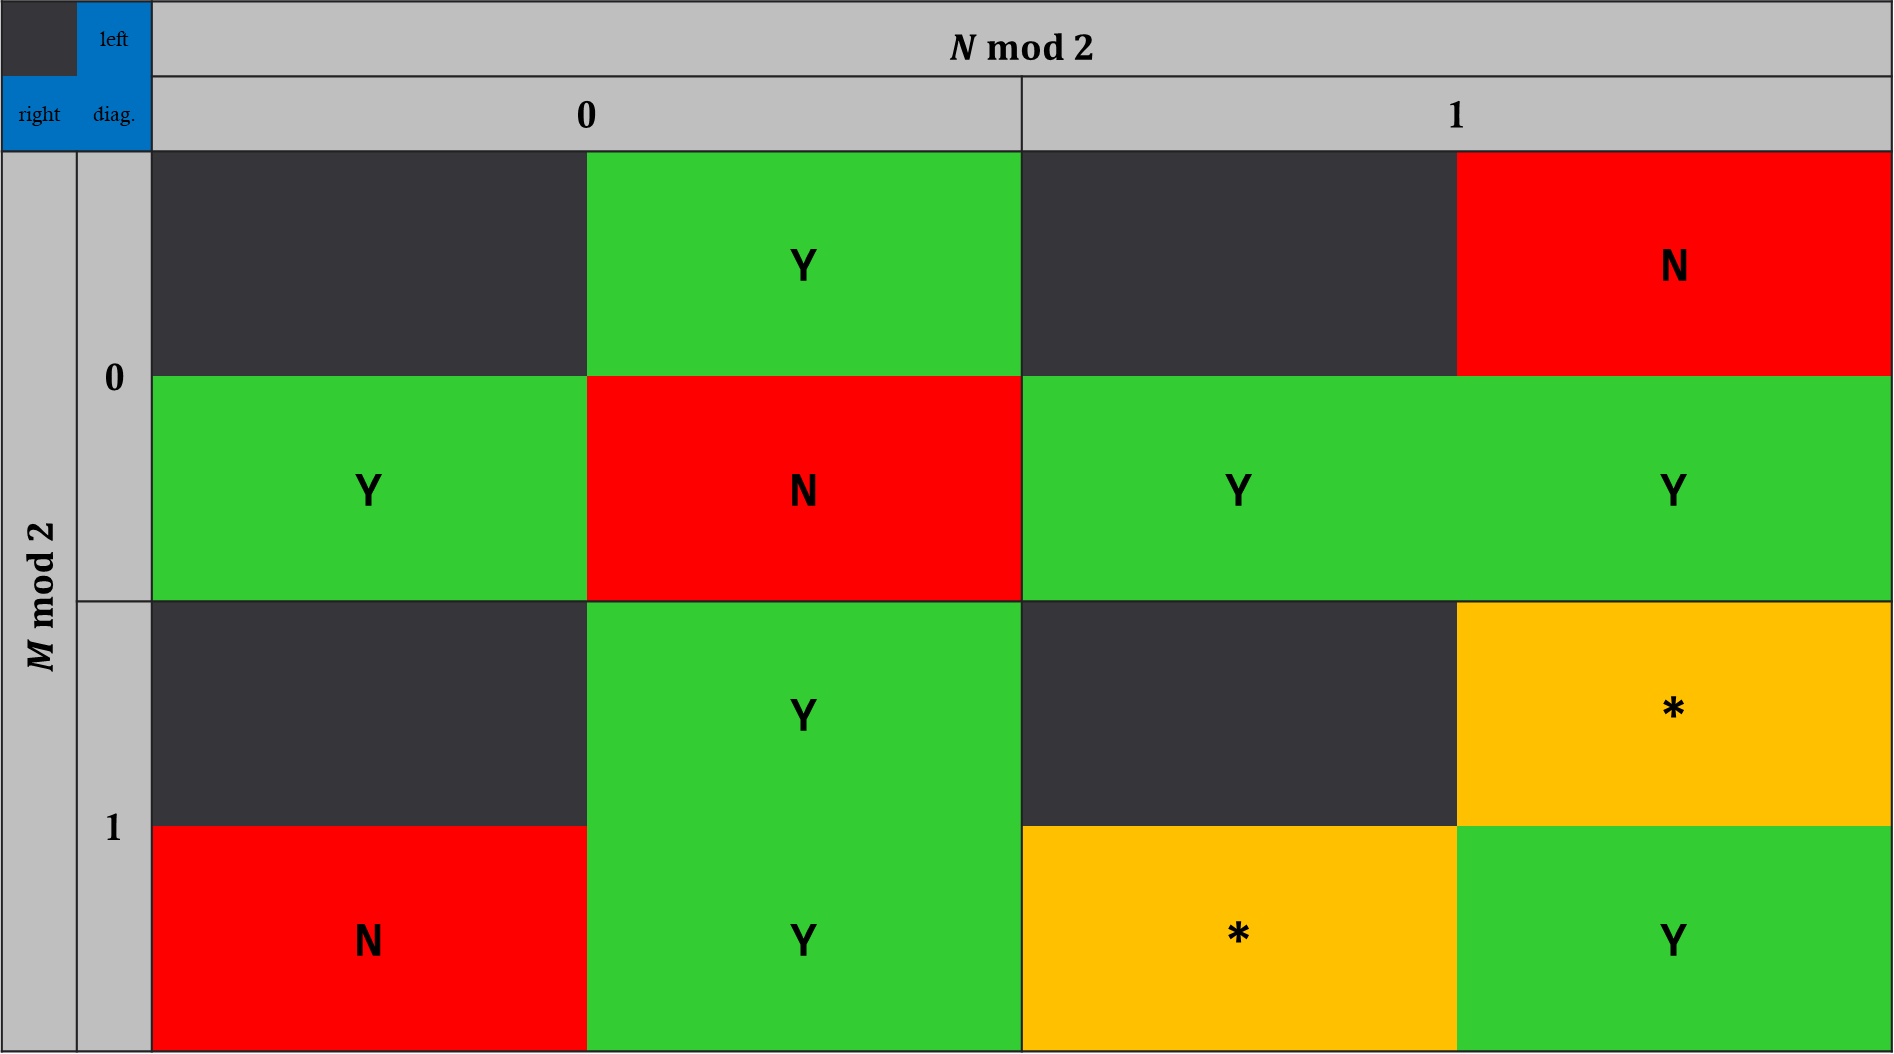 left
N mod 2
right diag.
0 1
Y N
0
Y N Y Y
M mod 2
Y *
1
N Y * Y